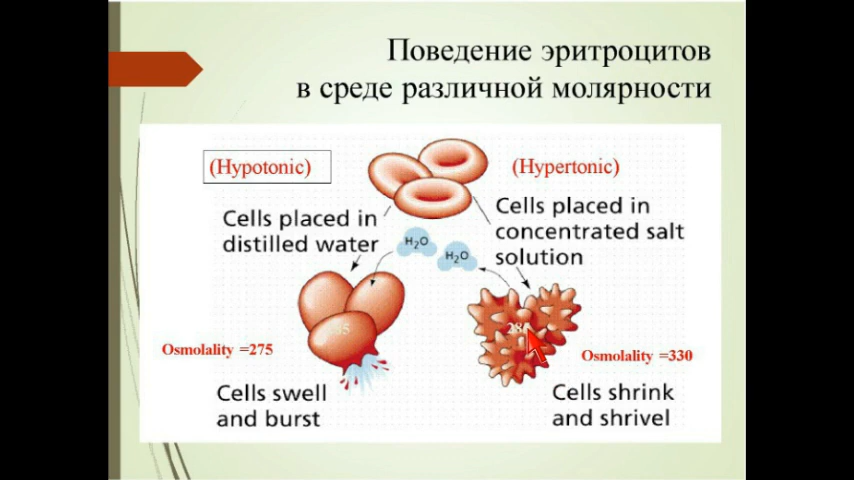 Поведение эритроцитов
в среде различной молярности
(Hypotonic)
(Hypertonic)
Cells placed in
distilled water
Cells placed in
concentrated salt
solution
H₂O
H₂O
Osmolality =275
Osmolality =330
Cells swell
and burst
Cells shrink
and shrivel